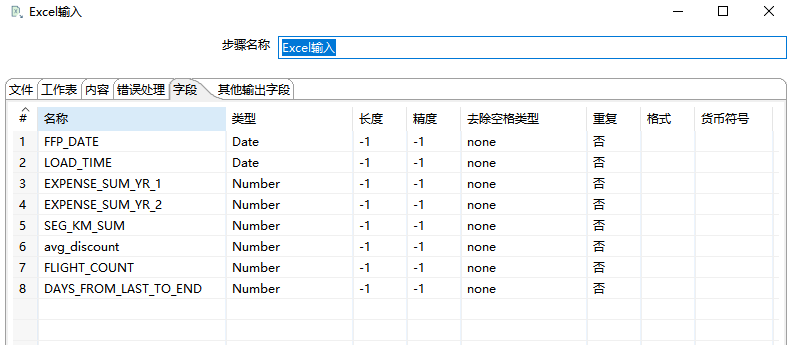 Excel输入
步骤名称 Excel输入
文件 工作表 内容 错误处理 字段 其他输出字段
# 名称 类型 长度 精度 去除空格类型 重复 格式 货币符号
1 FFP_DATE Date -1 -1 none 否
2 LOAD_TIME Date -1 -1 none 否
3 EXPENSE_SUM_YR_1 Number -1 -1 none 否
4 EXPENSE_SUM_YR_2 Number -1 -1 none 否
5 SEG_KM_SUM Number -1 -1 none 否
6 avg_discount Number -1 -1 none 否
7 FLIGHT_COUNT Number -1 -1 none 否
8 DAYS_FROM_LAST_TO_END Number -1 -1 none 否